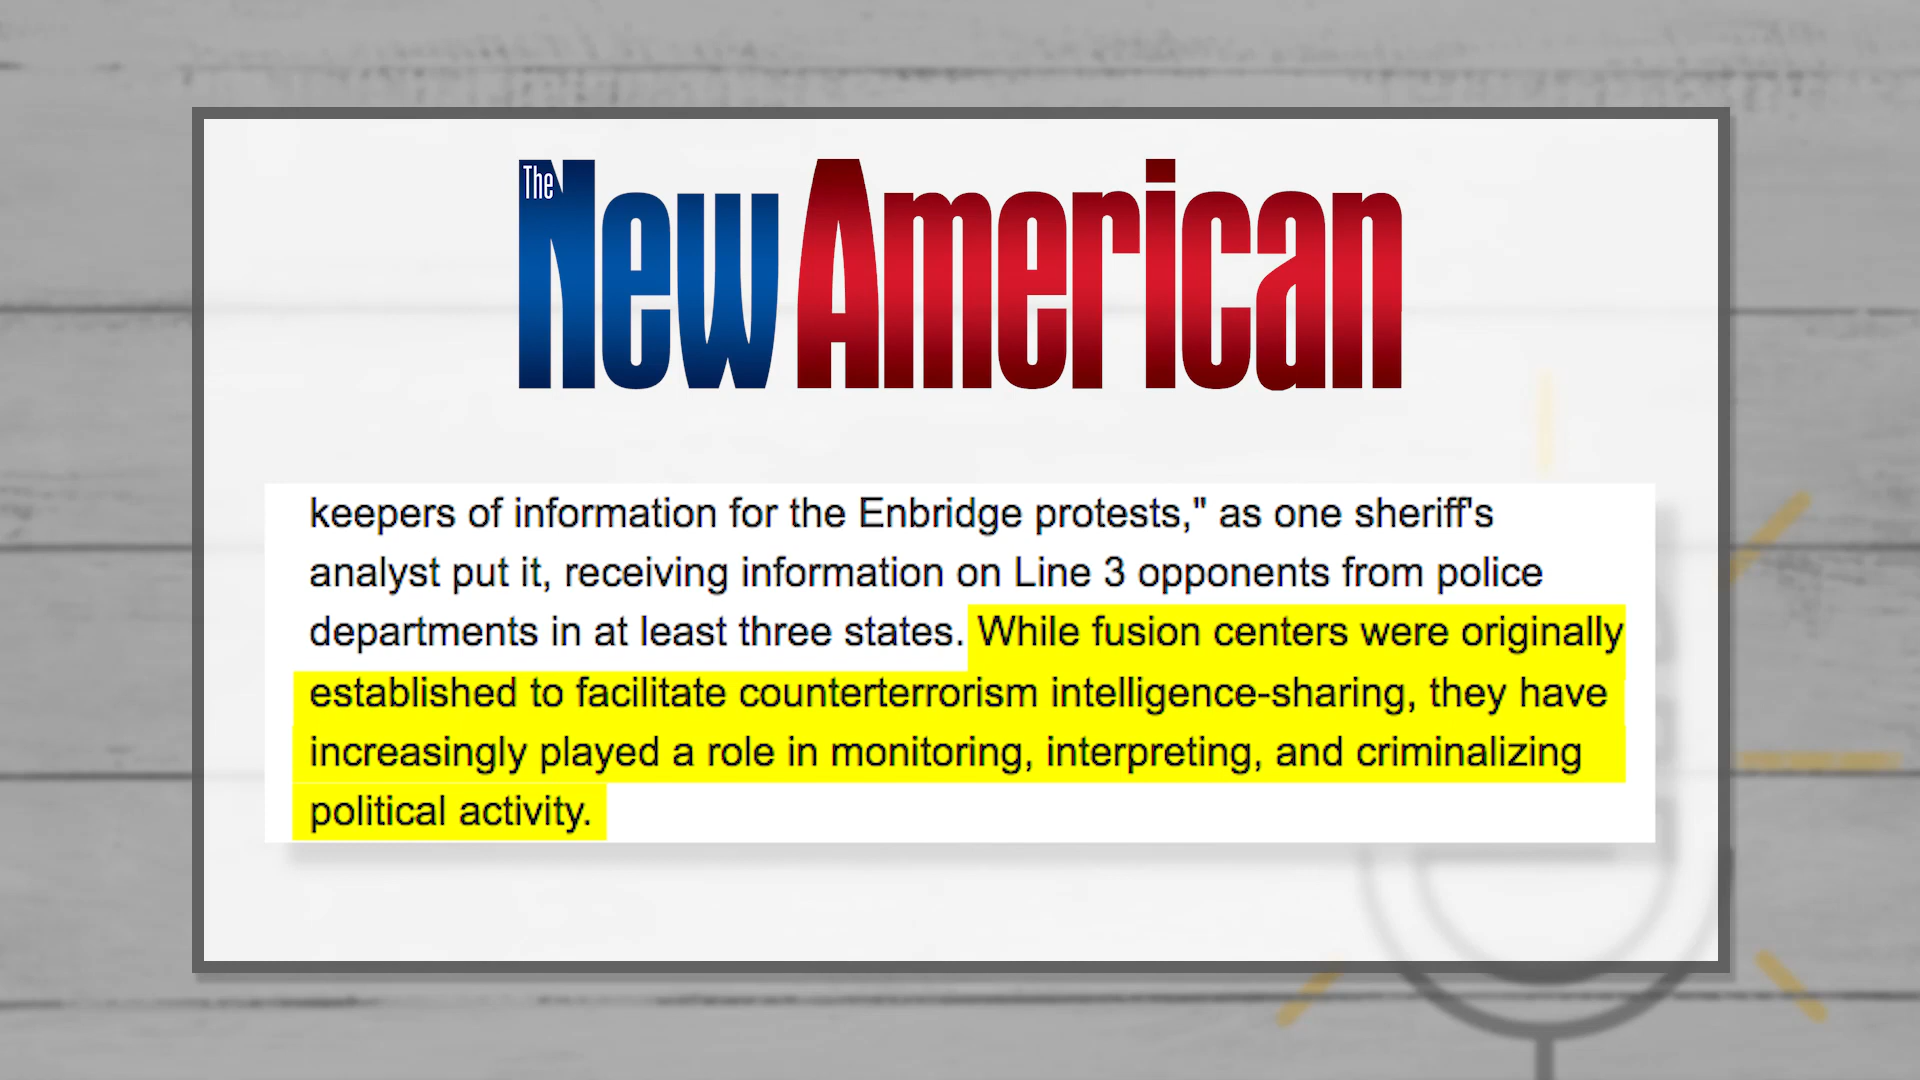 The New American
keepers of information for the Enbridge protests," as one sheriff's
analyst put it, receiving information on Line 3 opponents from police
departments in at least three states. While fusion centers were originally
established to facilitate counterterrorism intelligence-sharing, they have
increasingly played a role in monitoring, interpreting, and criminalizing
political activity.